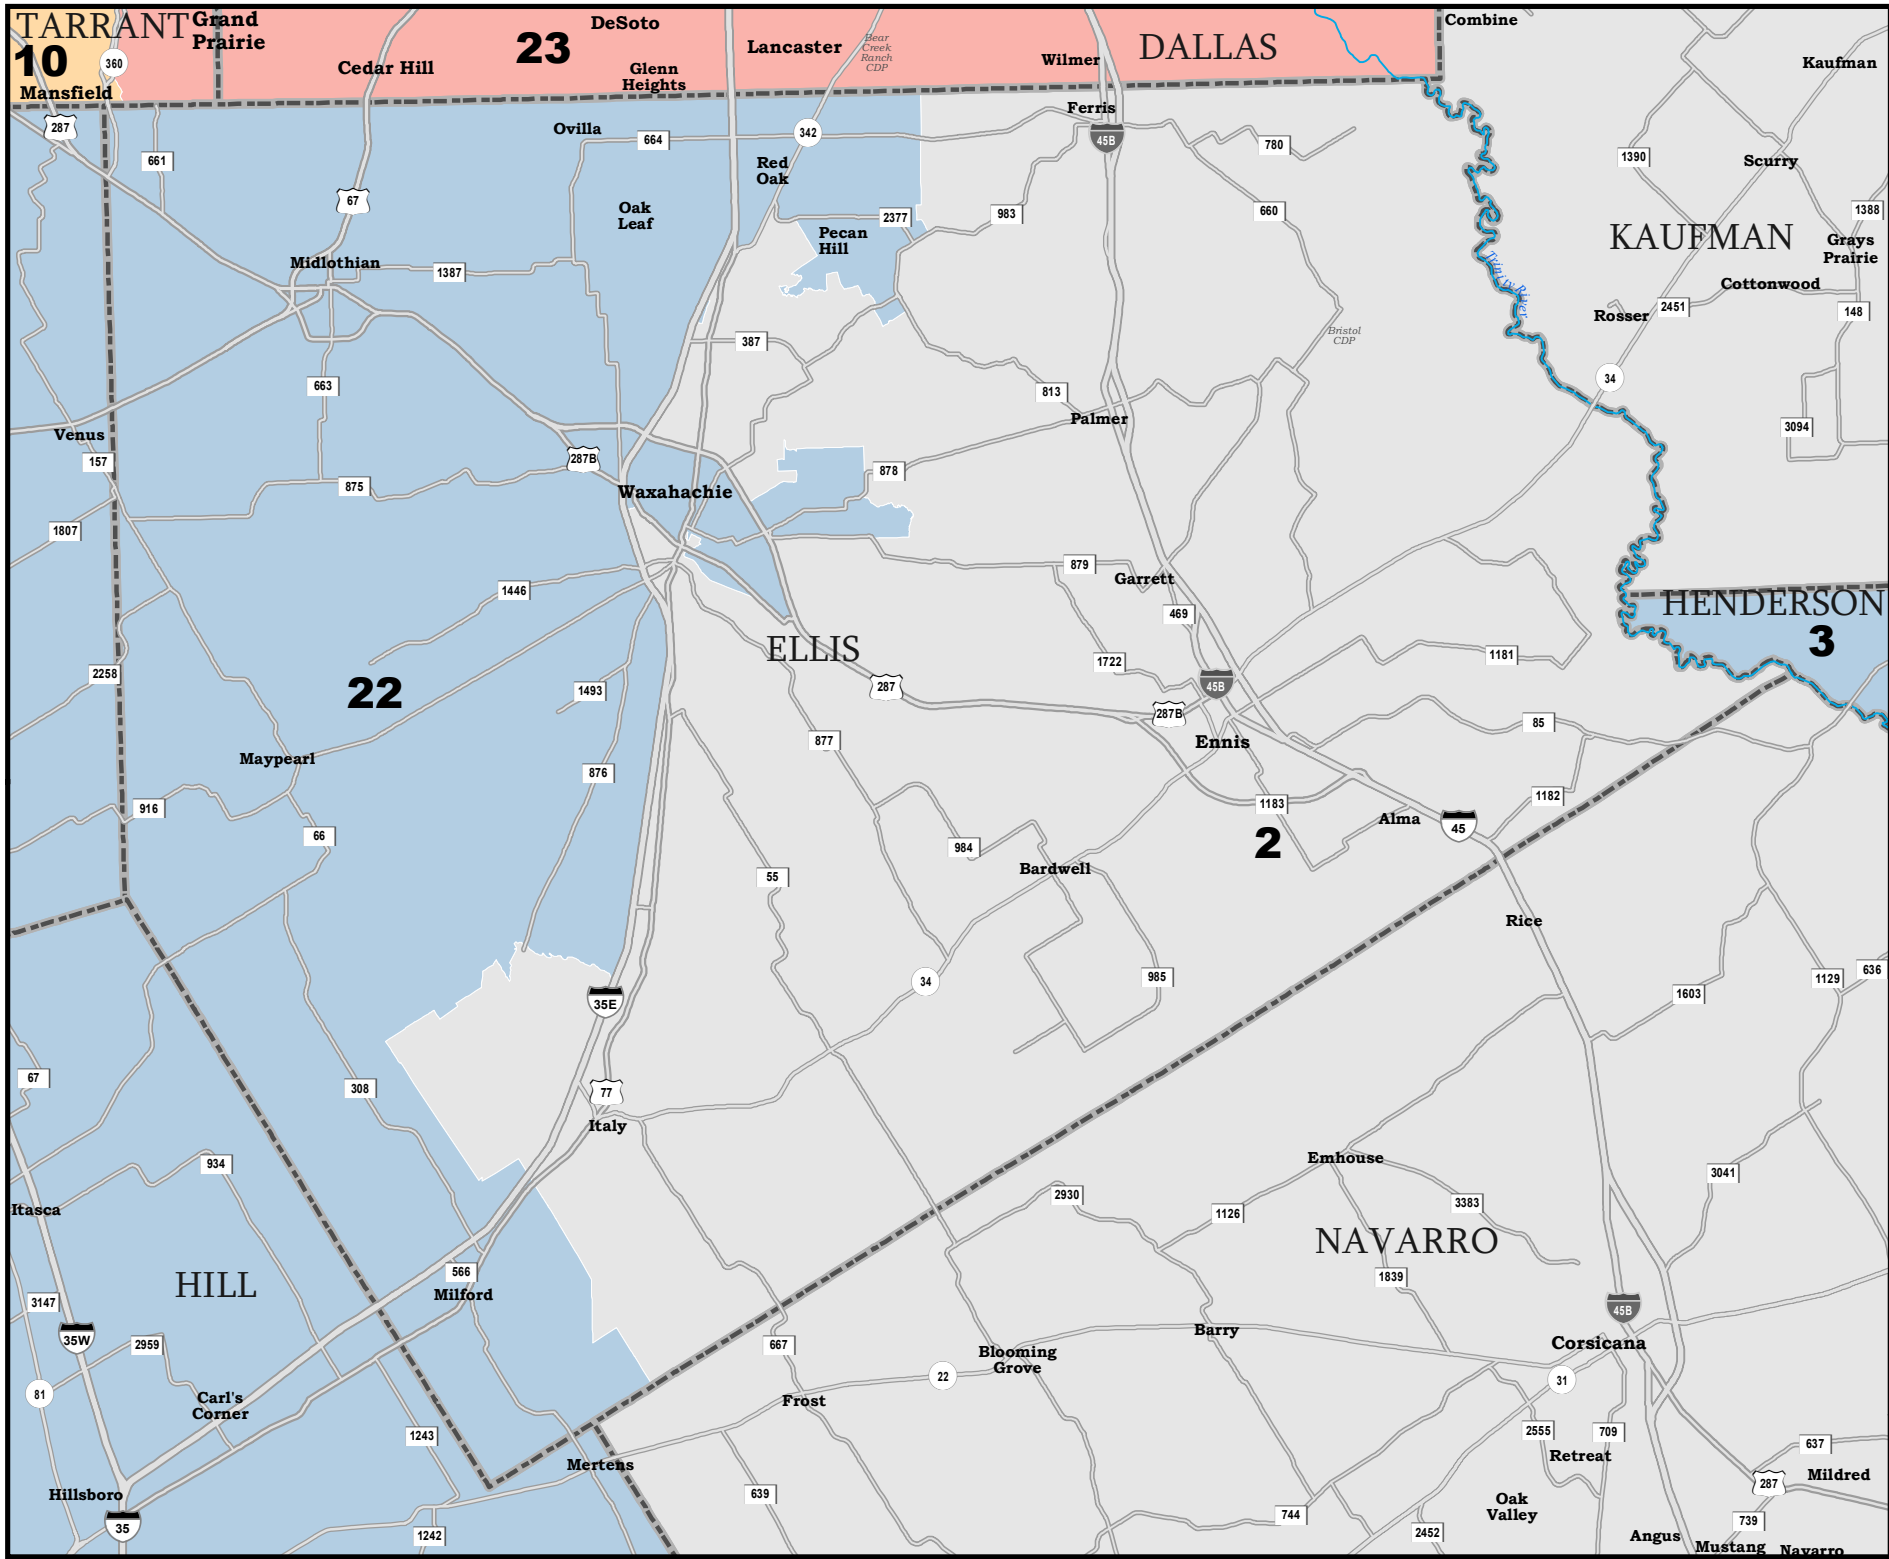 TARRANT
Grand
Prairie
DeSoto
Combine
10
23
Lancaster
Bear
Creek
Ranch
CDP
DALLAS
360
Cedar Hill
Glenn
Heights
Wilmer
Kaufman
Mansfield
Ferris
287
Ovilla
664
342
45B
780
661
Red
Oak
1390
Scurry
67
Oak
Leaf
2377
983
660
1388
Pecan
Hill
KAUFMAN
Grays
Prairie
Midlothian
1387
Trinity River
Cottonwood
Rosser
2451
148
387
Bristol
CDP
663
813
34
Palmer
Venus
3094
157
287B
878
875
Waxahachie
1807
879
Garrett
1446
469
HENDERSON
3
ELLIS
1722
1181
2258
22
1493
287
45B
287B
85
877
Ennis
Maypearl
876
1182
916
1183
66
Alma
45
2
984
55
Bardwell
Rice
34
985
1129
636
35E
1603
67
308
77
Italy
934
Emhouse
3041
Itasca
2930
1126
3383
NAVARRO
HILL
566
1839
Milford
3147
45B
35W
2959
667
Barry
Corsicana
Blooming
Grove
22
31
81
Carl's
Corner
Frost
1243
2555
709
637
Mertens
Retreat
Mildred
Hillsboro
639
287
Oak
Valley
35
1242
744
2452
739
Angus
Mustang
Navarro